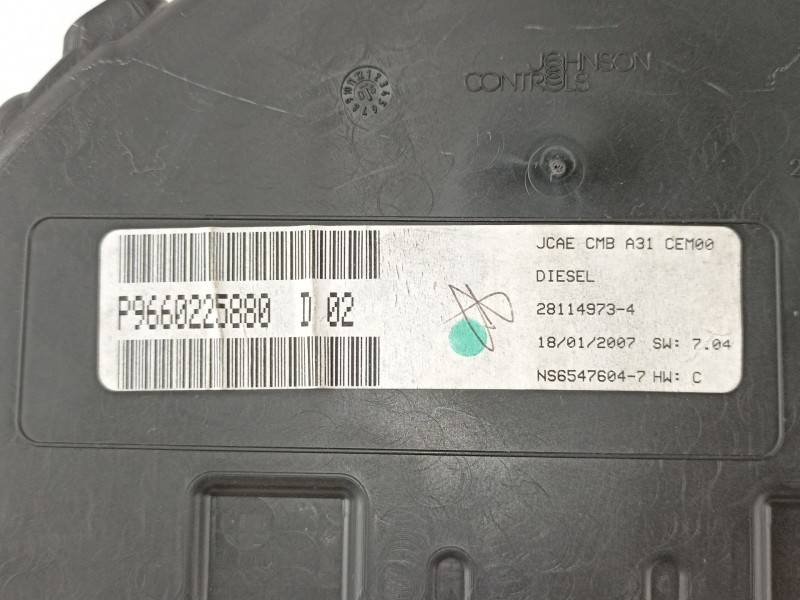 JOHNSON
CONTROLS
JCAE CMB A31 CEM00
DIESEL
P9660225880 D 02
28114973-4
18/01/2007 SW: 7.04
NS6547604-7 HW: C